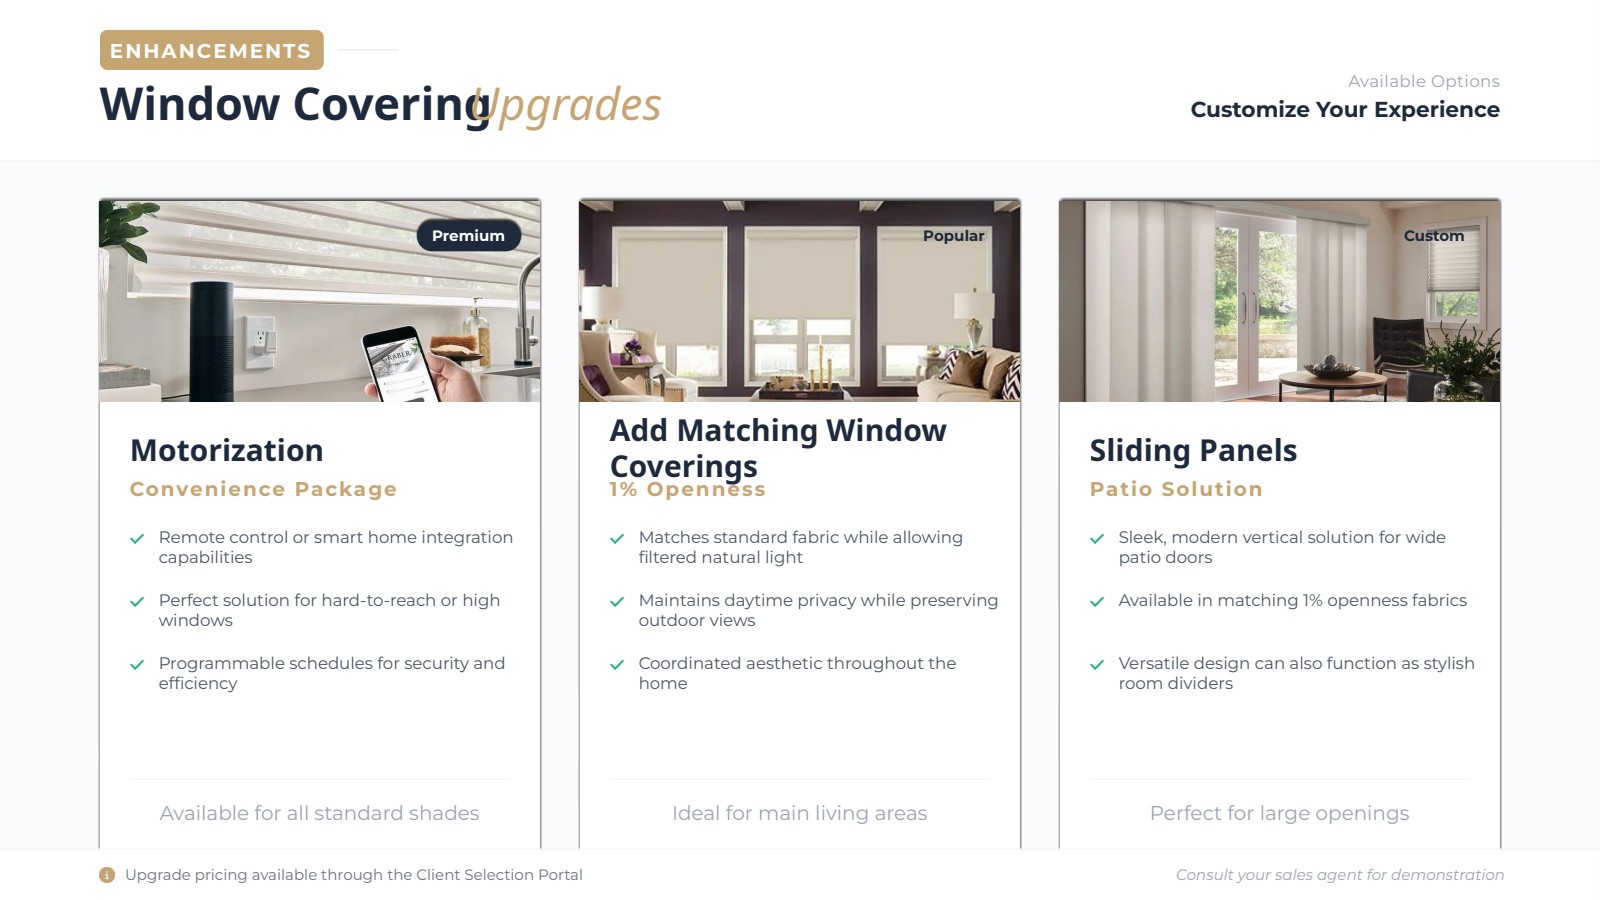 ENHANCEMENTS
Window Covering Upgrades
Available Options
Customize Your Experience
Premium
GRABER
Motorization
Convenience Package
Remote control or smart home integration
capabilities
Perfect solution for hard-to-reach or high
windows
Programmable schedules for security and
efficiency
Available for all standard shades
Popular
Add Matching Window
Coverings
1% Openness
Matches standard fabric while allowing
filtered natural light
Maintains daytime privacy while preserving
outdoor views
Coordinated aesthetic throughout the
home
Ideal for main living areas
Custom
Sliding Panels
Patio Solution
Sleek, modern vertical solution for wide
patio doors
Available in matching 1% openness fabrics
Versatile design can also function as stylish
room dividers
Perfect for large openings
Upgrade pricing available through the Client Selection Portal
Consult your sales agent for demonstration